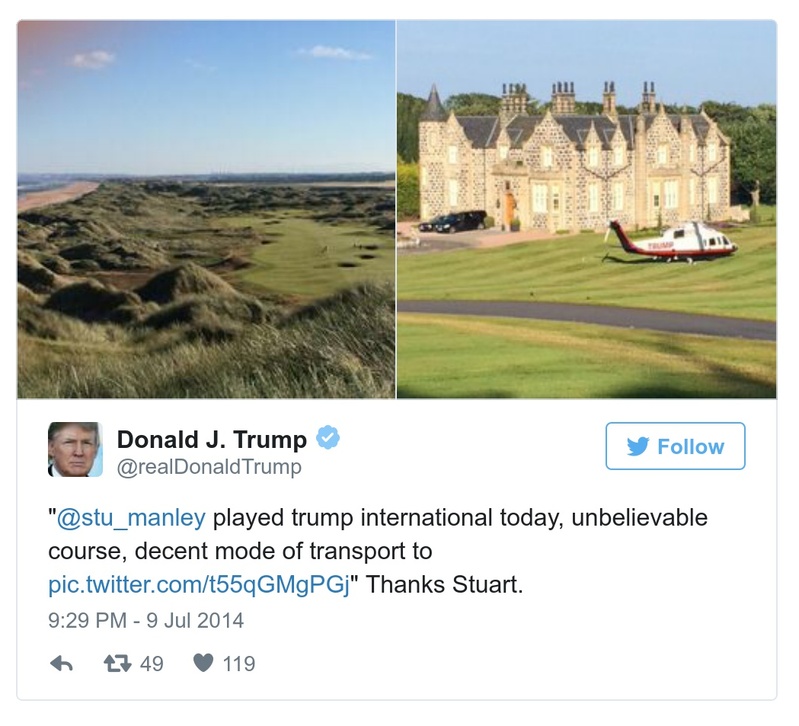 TRUMP
Donald J. Trump
@realDonaldTrump
Follow
"@stu_manley played trump international today, unbelievable
course, decent mode of transport to
pic.twitter.com/t55qGMgPGj" Thanks Stuart.
9:29 PM - 9 Jul 2014
49 119